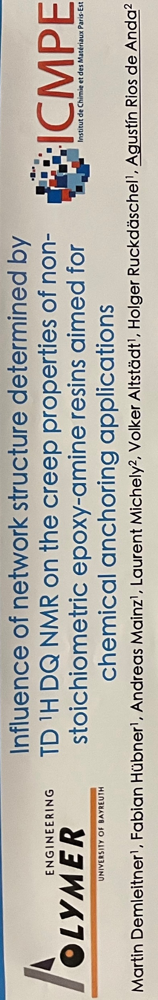 ENGINEERING
POLYMER
UNIVERSITY OF BAYREUTH
Influence of network structure determined by
TD ¹H DQ NMR on the creep properties of non-
stoichiometric epoxy-amine resins aimed for
chemical anchoring applications
ICMPE
Institut de Chimie et des Matériaux Paris-Est
Martin Demleitner¹, Fabian Hübner¹, Andreas Mainz¹, Laurent Michely², Volker Altstädt¹, Holger Ruckdäschel¹, Agustín Rios de Anda²